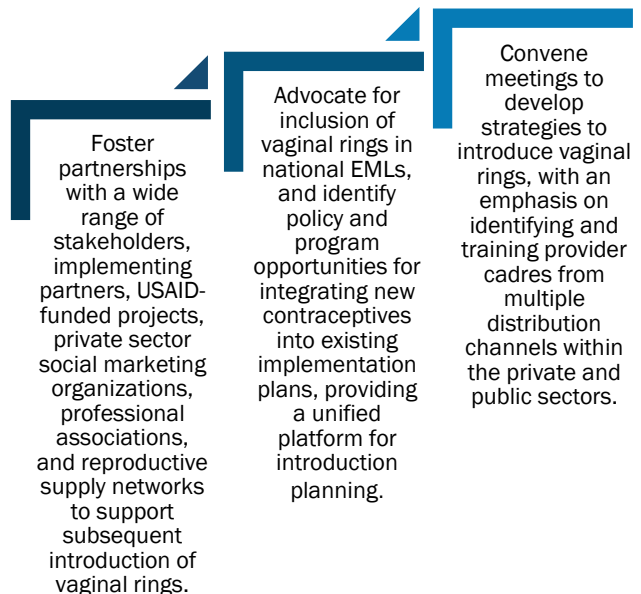 Foster
partnerships
with a wide
range of
stakeholders,
implementing
partners, USAID-
funded projects,
private sector
social marketing
organizations,
professional
associations,
and reproductive
supply networks
to support
subsequent
introduction of
vaginal rings.
Advocate for
inclusion of
vaginal rings in
national EMLs,
and identify
policy and
program
opportunities for
integrating new
contraceptives
into existing
implementation
plans, providing
a unified
platform for
introduction
planning.
Convene
meetings to
develop
strategies to
introduce vaginal
rings, with an
emphasis on
identifying and
training provider
cadres from
multiple
distribution
channels within
the private and
public sectors.